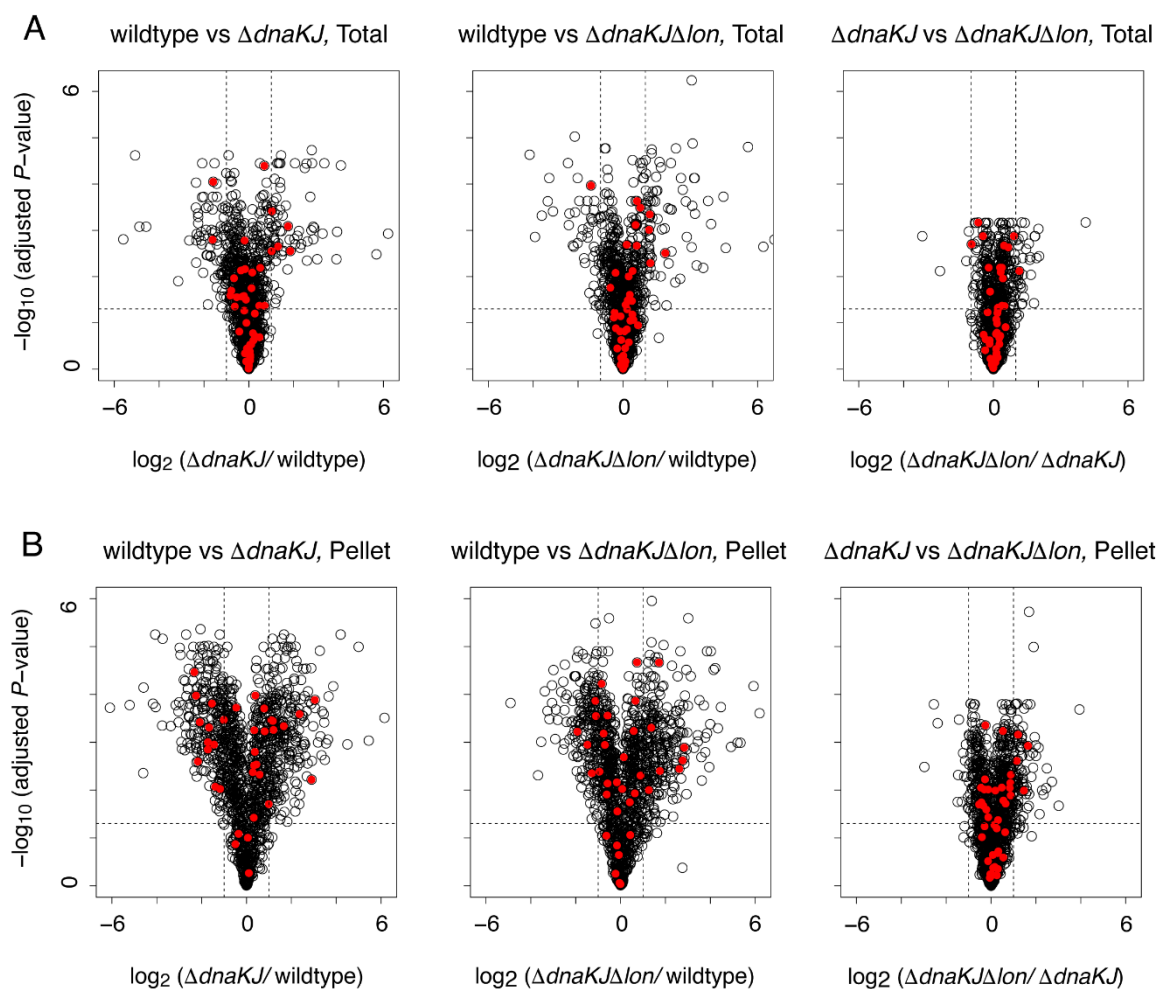 A
wildtype vs ΔdnaKJ, Total
wildtype vs ΔdnaKJΔlon, Total
ΔdnaKJ vs ΔdnaKJΔlon, Total
−log10 (adjusted P−value)
6
0
−6 0 6
−6 0 6
−6 0 6
log2 (ΔdnaKJ/ wildtype)
log2 (ΔdnaKJΔlon/ wildtype)
log2 (ΔdnaKJΔlon/ ΔdnaKJ)
B
wildtype vs ΔdnaKJ, Pellet
wildtype vs ΔdnaKJΔlon, Pellet
ΔdnaKJ vs ΔdnaKJΔlon, Pellet
−log10 (adjusted P−value)
6
0
−6 0 6
−6 0 6
−6 0 6
log2 (ΔdnaKJ/ wildtype)
log2 (ΔdnaKJΔlon/ wildtype)
log2 (ΔdnaKJΔlon/ ΔdnaKJ)